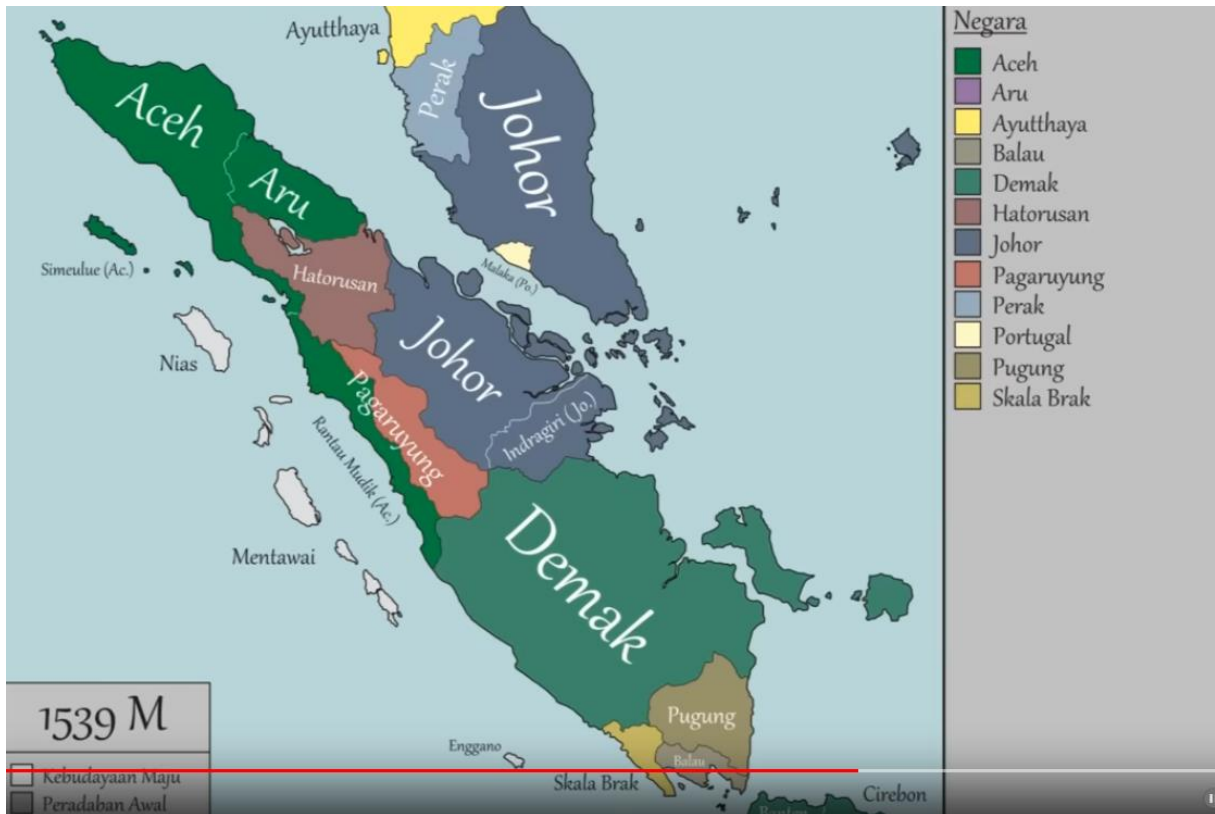 Ayutthaya
Aceh
Perak
Johor
Aru
Malaka (Po.)
Simeulue (Ac.)
Hatorusan
Nias
Johor
Pagaruyung
Rantau Mudik (Ac.)
Indragiri (Jo.)
Mentawai
Demak
Pugung
Enggano
Balau
Skala Brak
Cirebon
Banten
1539 M
Kebudayaan Maju
Peradaban Awal
Negara
Aceh
Aru
Ayutthaya
Balau
Demak
Hatorusan
Johor
Pagaruyung
Perak
Portugal
Pugung
Skala Brak